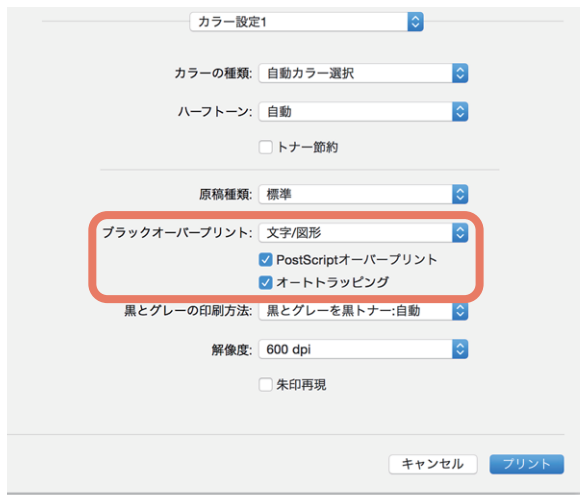 カラー設定1
カラーの種類: 自動カラー選択
ハーフトーン: 自動
トナー節約
原稿種類: 標準
ブラックオーバープリント: 文字/図形
PostScriptオーバープリント
オートトラッピング
黒とグレーの印刷方法: 黒とグレーを黒トナー:自動
解像度: 600 dpi
朱印再現
キャンセル プリント